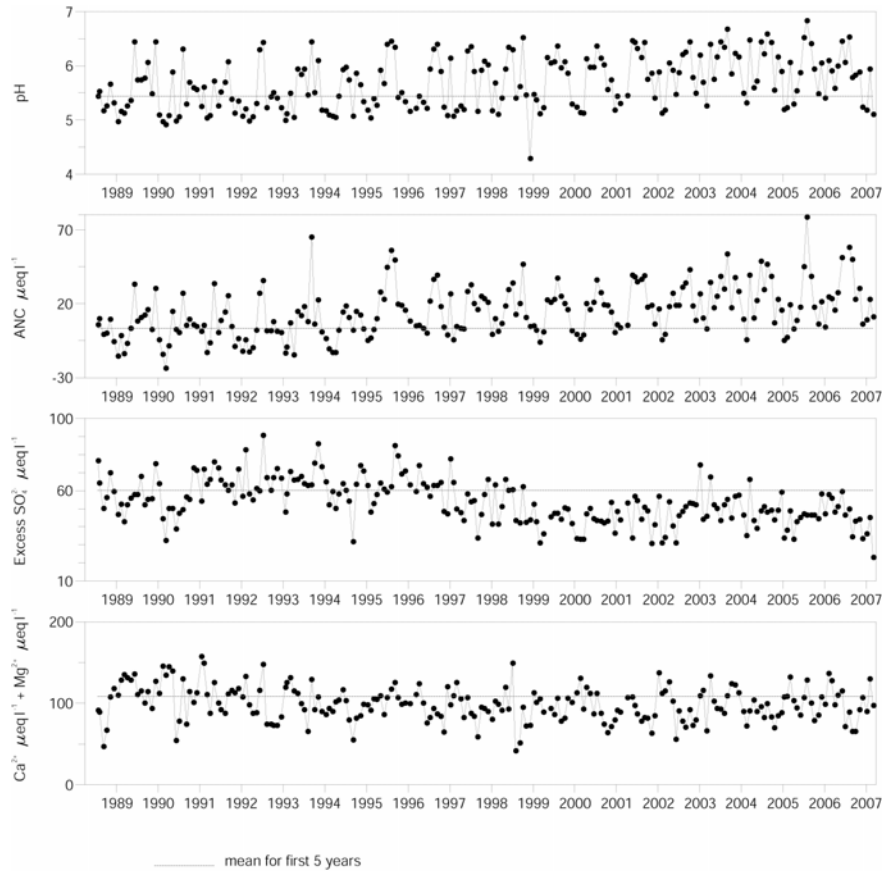 7
6
5
4
pH
1989 1990 1991 1992 1993 1994 1995 1996 1997 1998 1999 2000 2001 2002 2003 2004 2005 2006 2007
70
20
-30
ANC µeq l⁻¹
1989 1990 1991 1992 1993 1994 1995 1996 1997 1998 1999 2000 2001 2002 2003 2004 2005 2006 2007
100
60
10
Excess SO₄²⁻ µeq l⁻¹
1989 1990 1991 1992 1993 1994 1995 1996 1997 1998 1999 2000 2001 2002 2003 2004 2005 2006 2007
200
100
0
Ca²⁺ µeq l⁻¹ + Mg²⁺ µeq l⁻¹
1989 1990 1991 1992 1993 1994 1995 1996 1997 1998 1999 2000 2001 2002 2003 2004 2005 2006 2007
mean for first 5 years